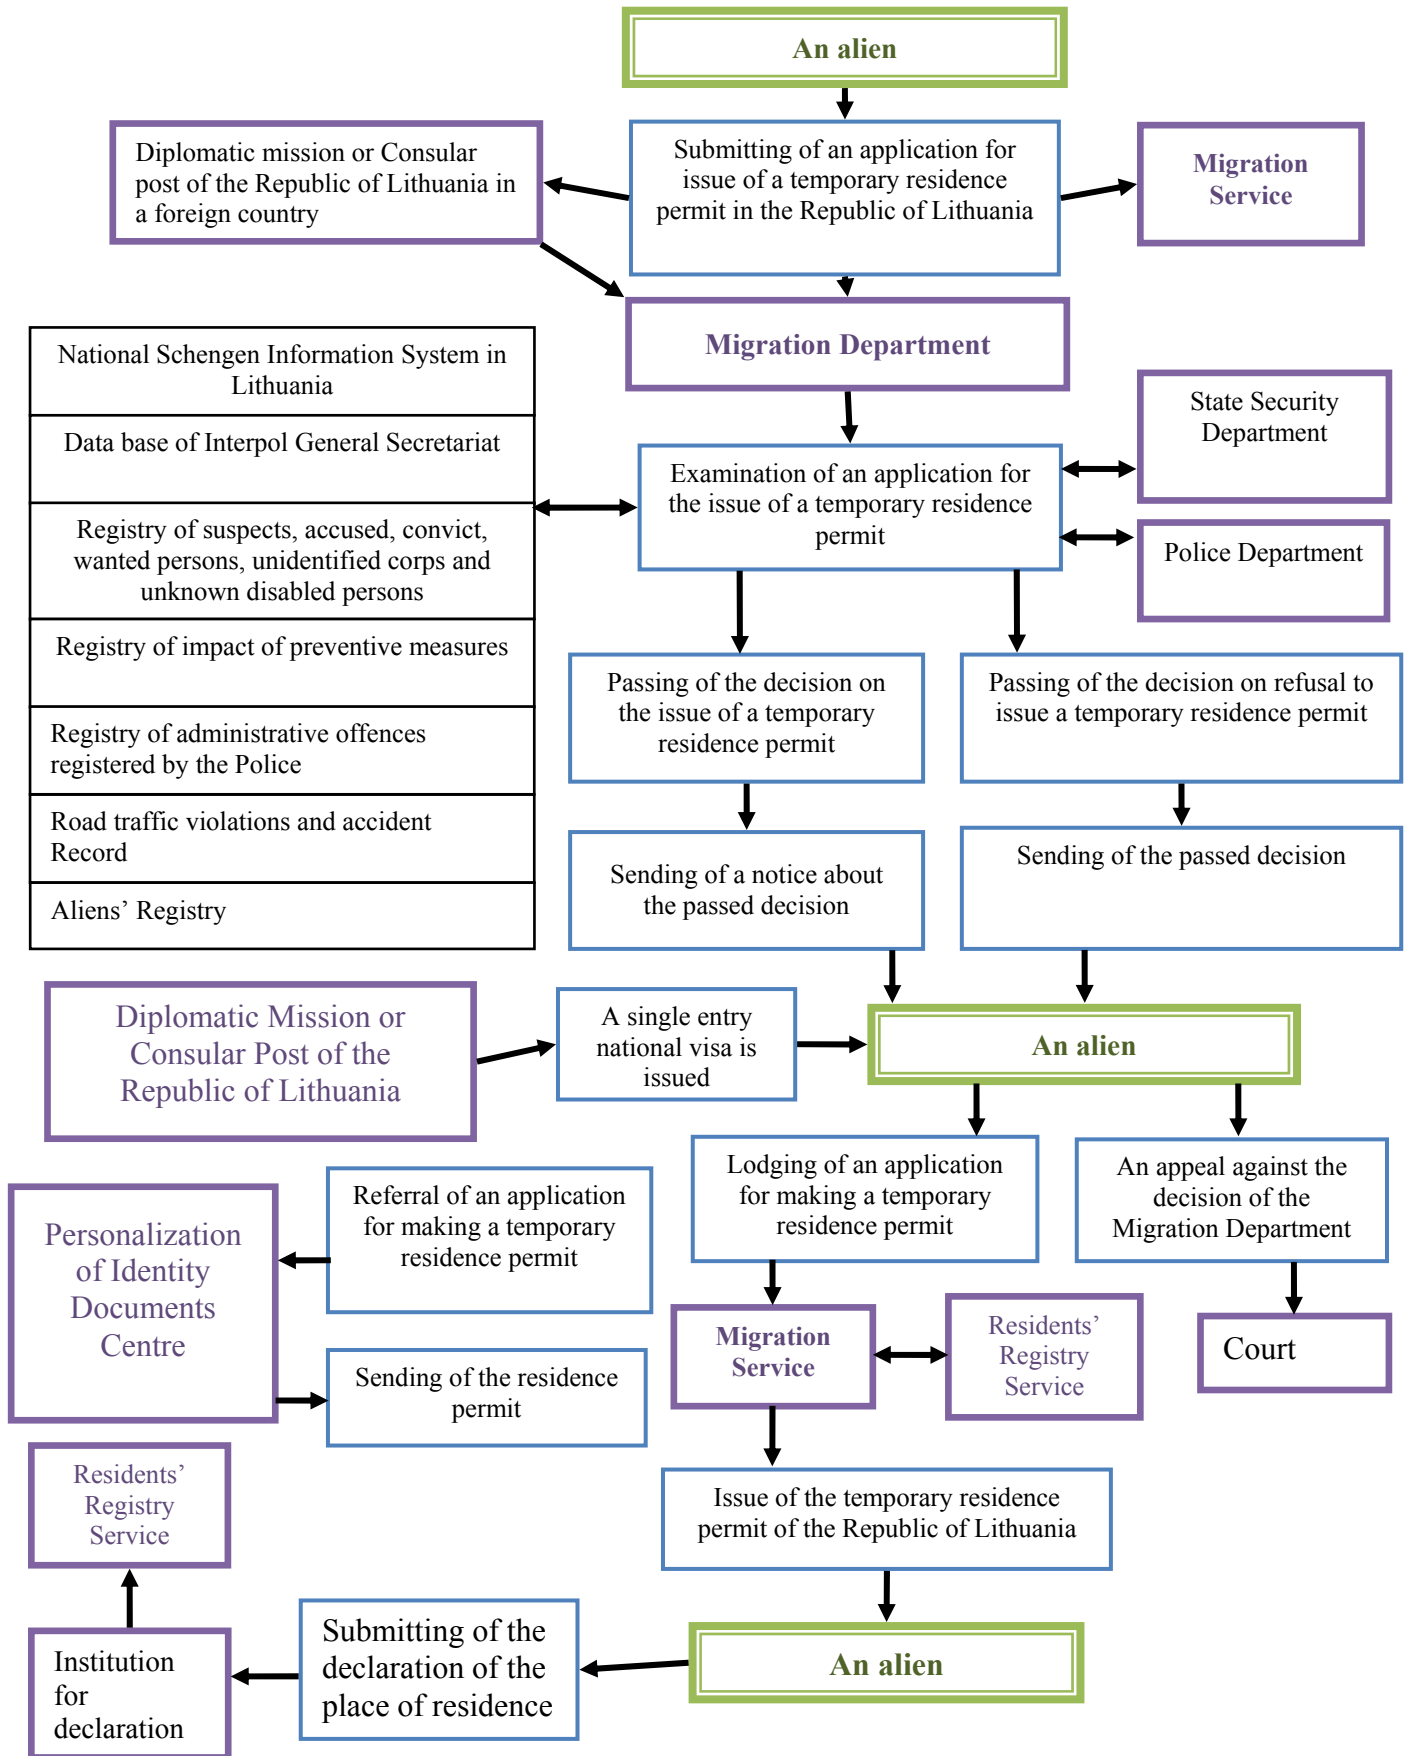 An alien
Diplomatic mission or Consular
post of the Republic of Lithuania in
a foreign country
Submitting of an application for
issue of a temporary residence
permit in the Republic of Lithuania
Migration
Service
Migration Department
National Schengen Information System in
Lithuania
Data base of Interpol General Secretariat
Registry of suspects, accused, convict,
wanted persons, unidentified corps and
unknown disabled persons
Registry of impact of preventive measures
Registry of administrative offences
registered by the Police
Road traffic violations and accident
Record
Aliens’ Registry
Examination of an application for
the issue of a temporary residence
permit
State Security
Department
Police Department
Passing of the decision on
the issue of a temporary
residence permit
Passing of the decision on refusal to
issue a temporary residence permit
Sending of a notice about
the passed decision
Sending of the passed decision
Diplomatic Mission or
Consular Post of the
Republic of Lithuania
A single entry
national visa is
issued
An alien
Lodging of an application
for making a temporary
residence permit
An appeal against the
decision of the
Migration Department
Personalization
of Identity
Documents
Centre
Referral of an application
for making a temporary
residence permit
Sending of the residence
permit
Migration
Service
Residents’
Registry
Service
Court
Residents’
Registry
Service
Issue of the temporary residence
permit of the Republic of Lithuania
Institution
for
declaration
Submitting of the
declaration of the
place of residence
An alien